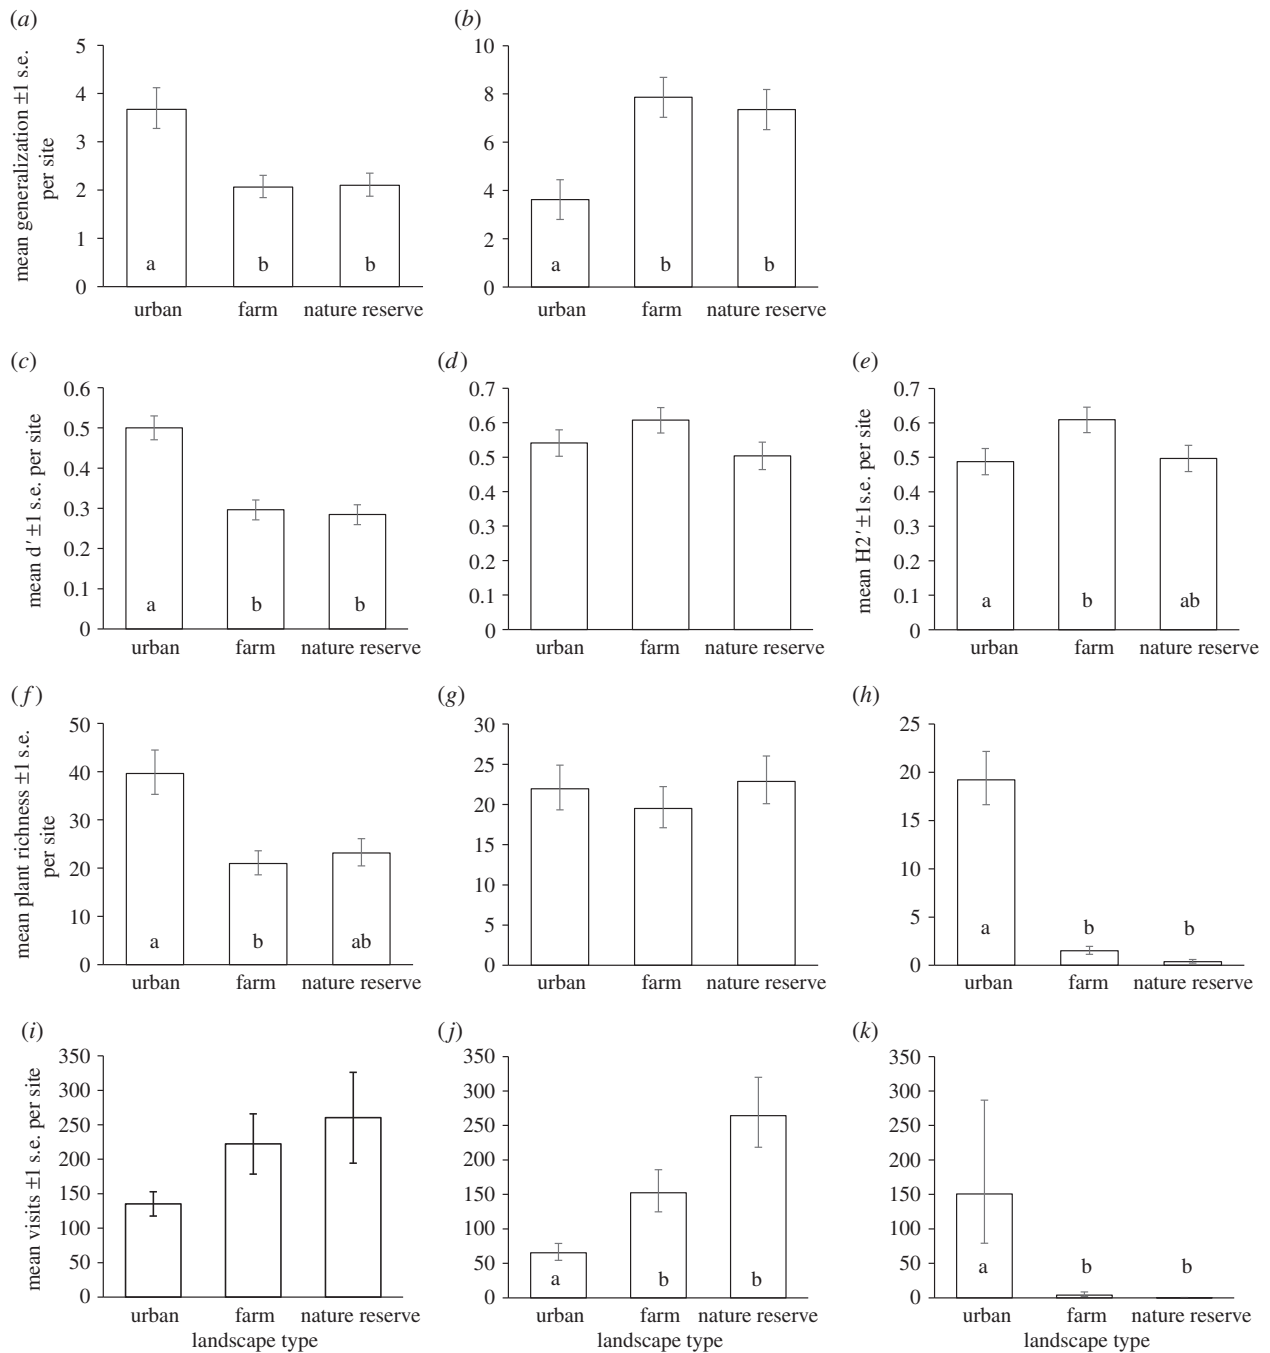 (a)
mean generalization ±1 s.e.
per site
5
4
3
2
1
0
a
b
b
urban
farm
nature reserve
(b)
10
8
6
4
2
0
a
b
b
urban
farm
nature reserve
(c)
mean d′ ±1 s.e. per site
0.6
0.5
0.4
0.3
0.2
0.1
0
a
b
b
urban
farm
nature reserve
(d)
0.7
0.6
0.5
0.4
0.3
0.2
0.1
0
urban
farm
nature reserve
(e)
mean H2′ ±1s.e. per site
0.7
0.6
0.5
0.4
0.3
0.2
0.1
0
a
b
ab
urban
farm
nature reserve
(f)
mean plant richness ±1 s.e.
per site
50
40
30
20
10
0
a
b
ab
urban
farm
nature reserve
(g)
30
25
20
15
10
5
0
urban
farm
nature reserve
(h)
25
20
15
10
5
0
a
b
b
urban
farm
nature reserve
(i)
mean visits ±1 s.e. per site
350
300
250
200
150
100
50
0
urban
farm
nature reserve
landscape type
(j)
350
300
250
200
150
100
50
0
a
b
b
urban
farm
nature reserve
landscape type
(k)
350
300
250
200
150
100
50
0
a
b
b
urban
farm
nature reserve
landscape type